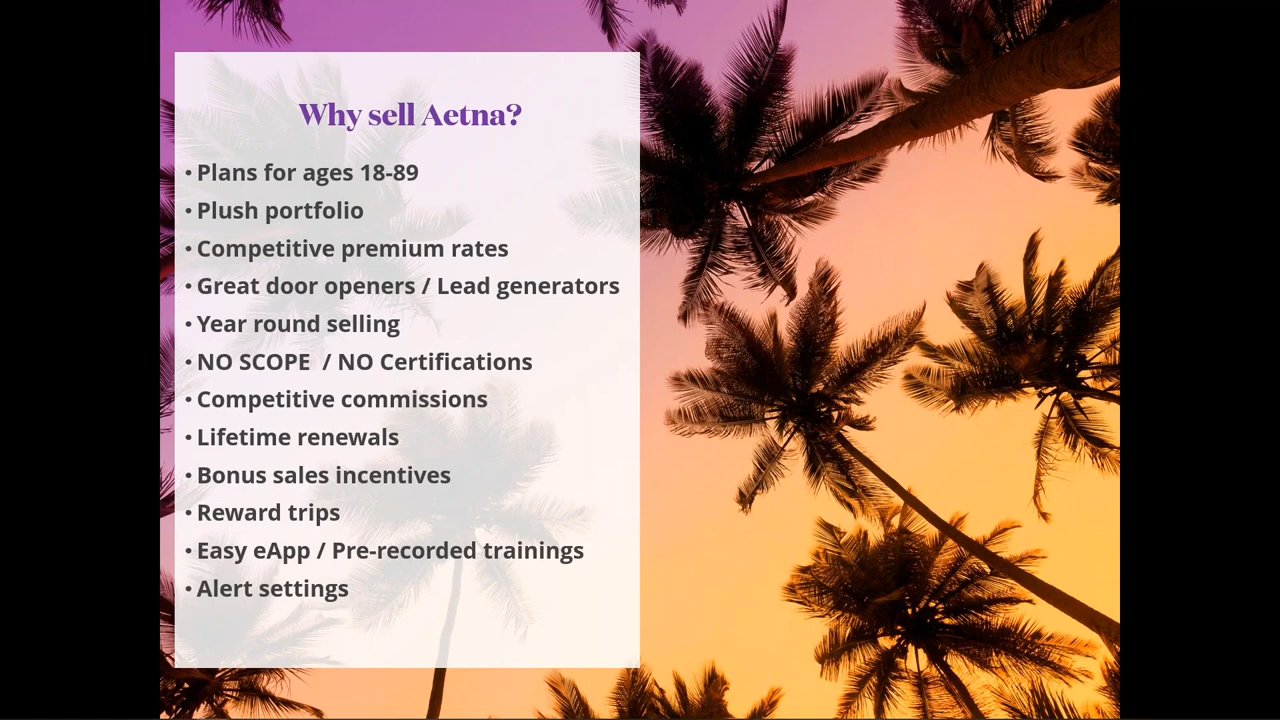 Why sell Aetna?
• Plans for ages 18-89
• Plush portfolio
• Competitive premium rates
• Great door openers / Lead generators
• Year round selling
• NO SCOPE  / NO Certifications
• Competitive commissions
• Lifetime renewals
• Bonus sales incentives
• Reward trips
• Easy eApp / Pre-recorded trainings
• Alert settings